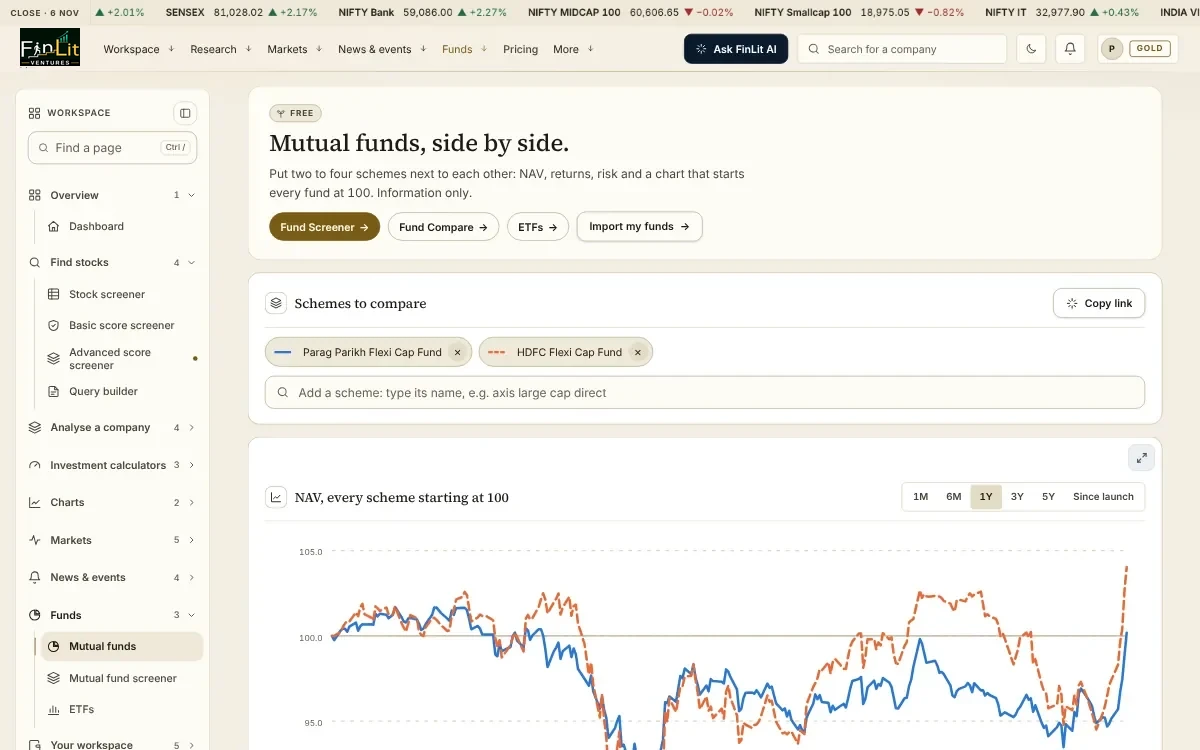 CLOSE · 6 NOV ▲ +2.01% SENSEX 81,028.02 ▲ +2.17% NIFTY Bank 59,086.00 ▲ +2.27% NIFTY MIDCAP 100 60,606.65 ▼ −0.02% NIFTY Smallcap 100 18,975.05 ▼ −0.82% NIFTY IT 32,977.90 ▲ +0.43% INDIA VI
FinLit
VENTURES
Workspace Research Markets News & events Funds Pricing More Ask FinLit AI Search for a company P GOLD
WORKSPACE
Find a page Ctrl /
Overview 1
Dashboard
Find stocks 4
Stock screener
Basic score screener
Advanced score
screener
Query builder
Analyse a company 4
Investment calculators 3
Charts 2
Markets 5
News & events 4
Funds 3
Mutual funds
Mutual fund screener
ETFs
Your workspace 5
FREE
Mutual funds, side by side.
Put two to four schemes next to each other: NAV, returns, risk and a chart that starts
every fund at 100. Information only.
Fund Screener → Fund Compare → ETFs → Import my funds →
Schemes to compare Copy link
Parag Parikh Flexi Cap Fund × HDFC Flexi Cap Fund ×
Add a scheme: type its name, e.g. axis large cap direct
NAV, every scheme starting at 100 1M 6M 1Y 3Y 5Y Since launch
105.0
100.0
95.0